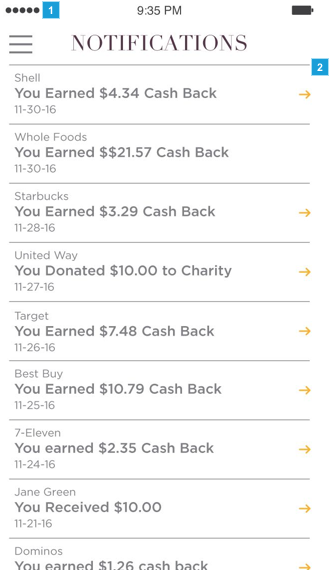 1
9:35 PM
NOTIFICATIONS
2
Shell
You Earned $4.34 Cash Back
11-30-16
Whole Foods
You Earned $$21.57 Cash Back
11-30-16
Starbucks
You Earned $3.29 Cash Back
11-28-16
United Way
You Donated $10.00 to Charity
11-27-16
Target
You Earned $7.48 Cash Back
11-26-16
Best Buy
You Earned $10.79 Cash Back
11-25-16
7-Eleven
You earned $2.35 Cash Back
11-24-16
Jane Green
You Received $10.00
11-21-16
Dominos
You earned $1.26 cash back